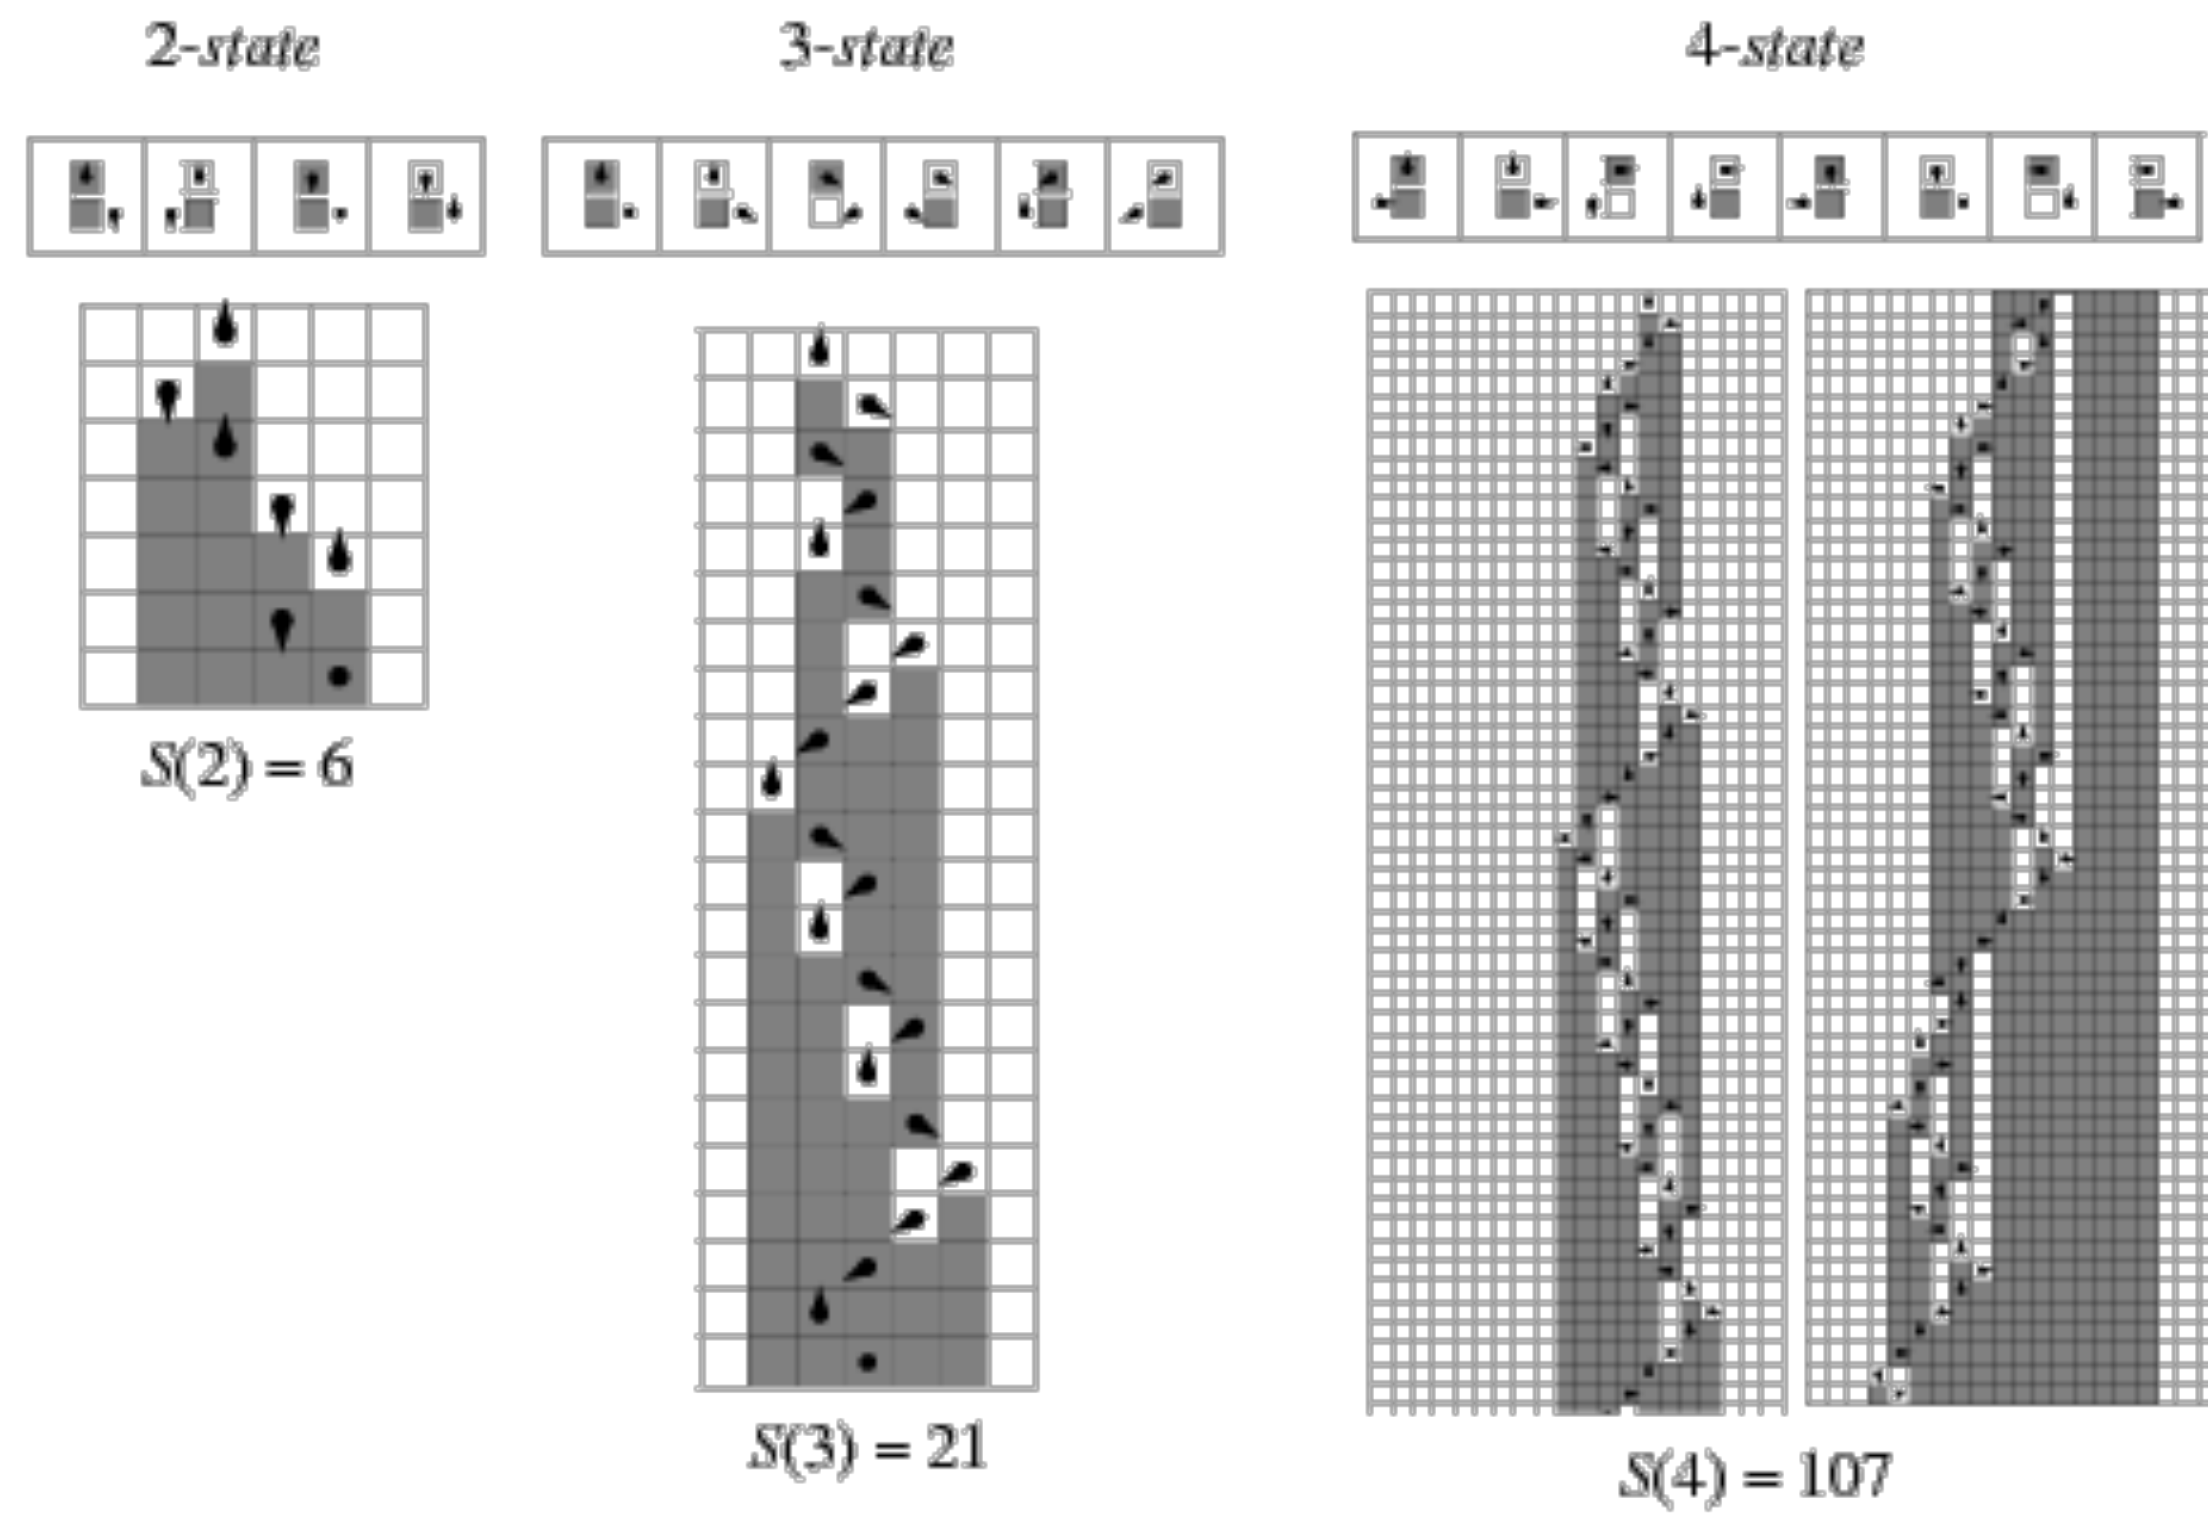 2-state
3-state
4-state
S(2) = 6
S(3) = 21
S(4) = 107